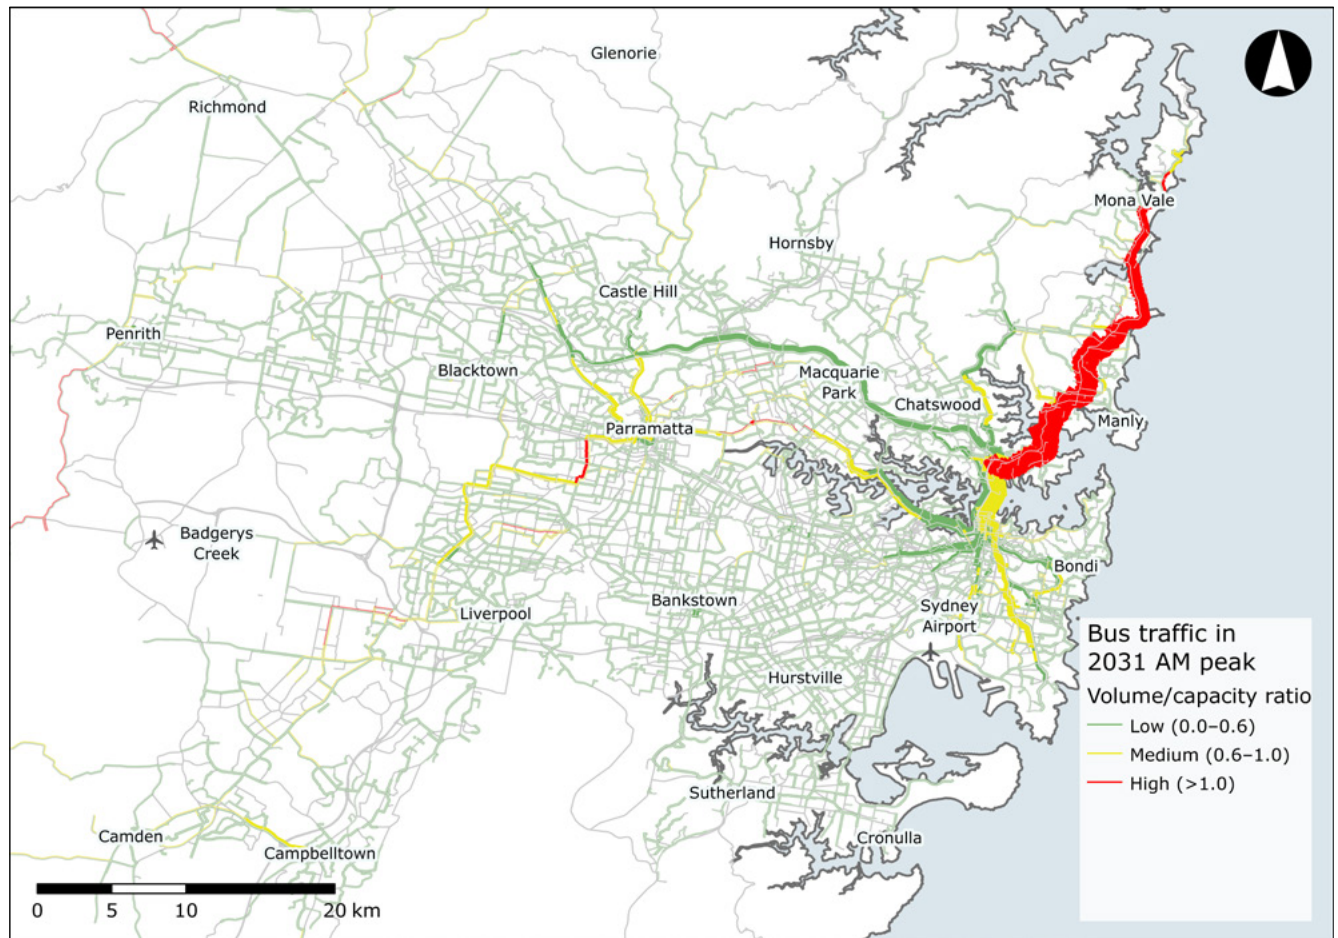 Glenorie
Richmond
Mona Vale
Hornsby
Castle Hill
Penrith
Blacktown
Macquarie
Park
Chatswood
Manly
Parramatta
Badgerys
Creek
Bondi
Liverpool
Bankstown
Sydney
Airport
Hurstville
Sutherland
Camden
Campbelltown
Cronulla
0 5 10 20 km
Bus traffic in
2031 AM peak
Volume/capacity ratio
Low (0.0–0.6)
Medium (0.6–1.0)
High (>1.0)